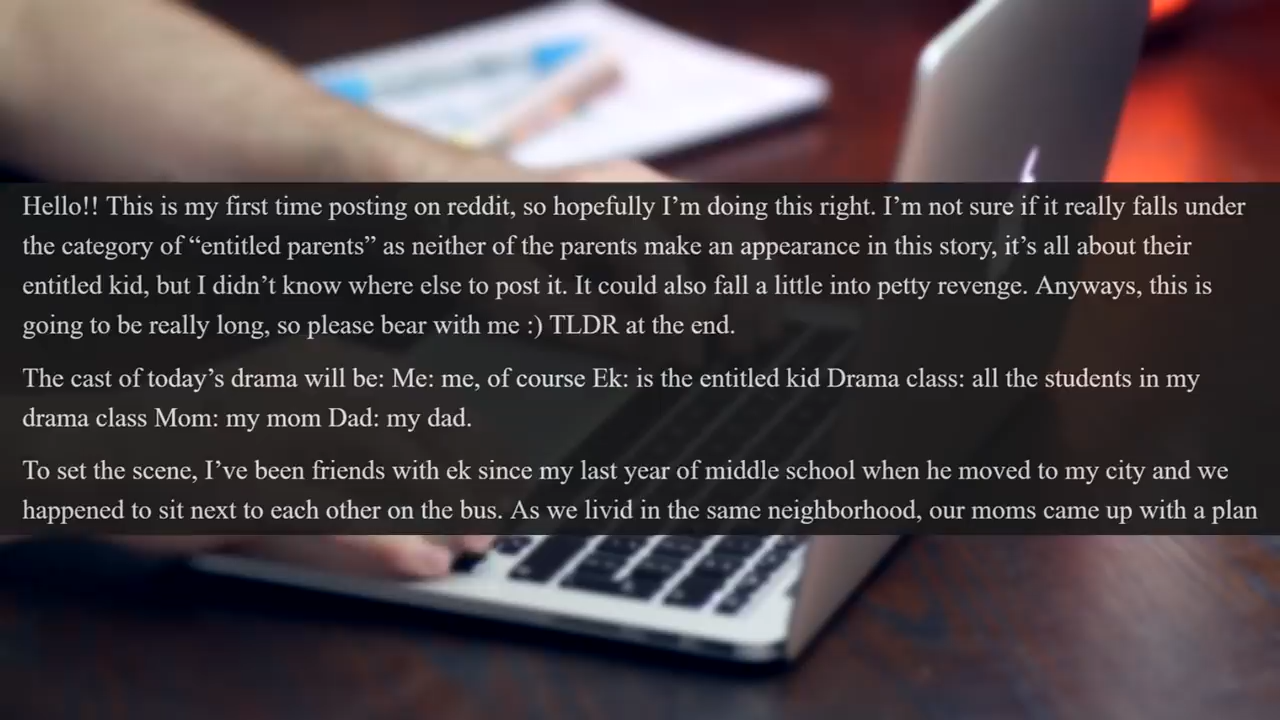 Hello!! This is my first time posting on reddit, so hopefully I’m doing this right. I’m not sure if it really falls under
the category of “entitled parents” as neither of the parents make an appearance in this story, it’s all about their
entitled kid, but I didn’t know where else to post it. It could also fall a little into petty revenge. Anyways, this is
going to be really long, so please bear with me :) TLDR at the end.
The cast of today’s drama will be: Me: me, of course Ek: is the entitled kid Drama class: all the students in my
drama class Mom: my mom Dad: my dad.
To set the scene, I’ve been friends with ek since my last year of middle school when he moved to my city and we
happened to sit next to each other on the bus. As we livid in the same neighborhood, our moms came up with a plan